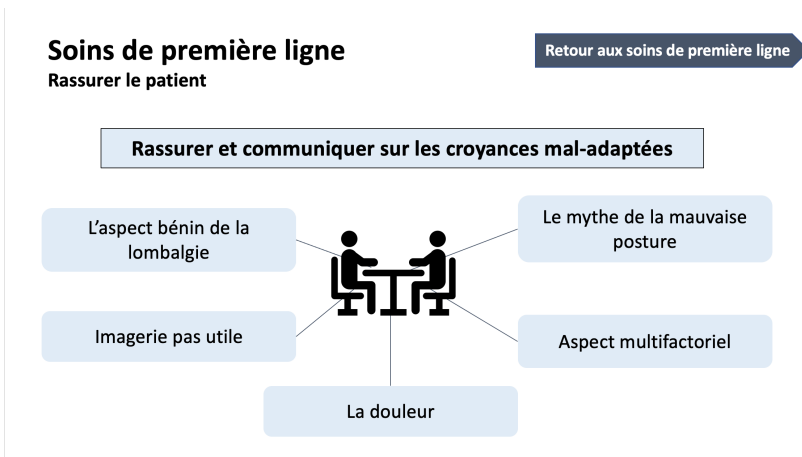 Soins de première ligne
Rassurer le patient
Retour aux soins de première ligne
Rassurer et communiquer sur les croyances mal-adaptées
L’aspect bénin de la
lombalgie
Le mythe de la mauvaise
posture
Imagerie pas utile
Aspect multifactoriel
La douleur